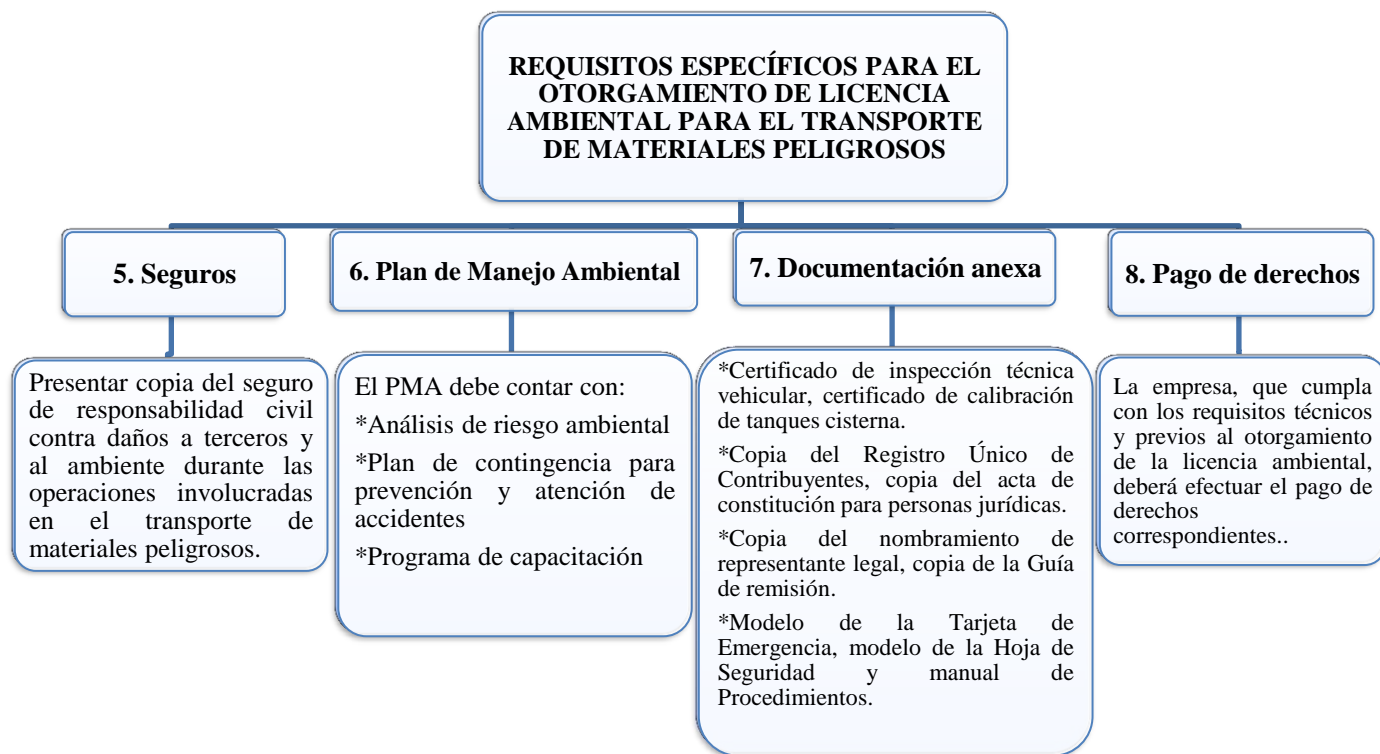 REQUISITOS ESPECÍFICOS PARA EL
OTORGAMIENTO DE LICENCIA
AMBIENTAL PARA EL TRANSPORTE
DE MATERIALES PELIGROSOS
5. Seguros
Presentar copia del seguro
de responsabilidad civil
contra daños a terceros y
al ambiente durante las
operaciones involucradas
en el transporte de
materiales peligrosos.
6. Plan de Manejo Ambiental
El PMA debe contar con:
*Análisis de riesgo ambiental
*Plan de contingencia para
prevención y atención de
accidentes
*Programa de capacitación
7. Documentación anexa
*Certificado de inspección técnica
vehicular, certificado de calibración
de tanques cisterna.
*Copia del Registro Único de
Contribuyentes, copia del acta de
constitución para personas jurídicas.
*Copia del nombramiento de
representante legal, copia de la Guía
de remisión.
*Modelo de la Tarjeta de
Emergencia, modelo de la Hoja de
Seguridad y manual de
Procedimientos.
8. Pago de derechos
La empresa, que cumpla
con los requisitos técnicos
y previos al otorgamiento
de la licencia ambiental,
deberá efectuar el pago de
derechos
correspondientes..